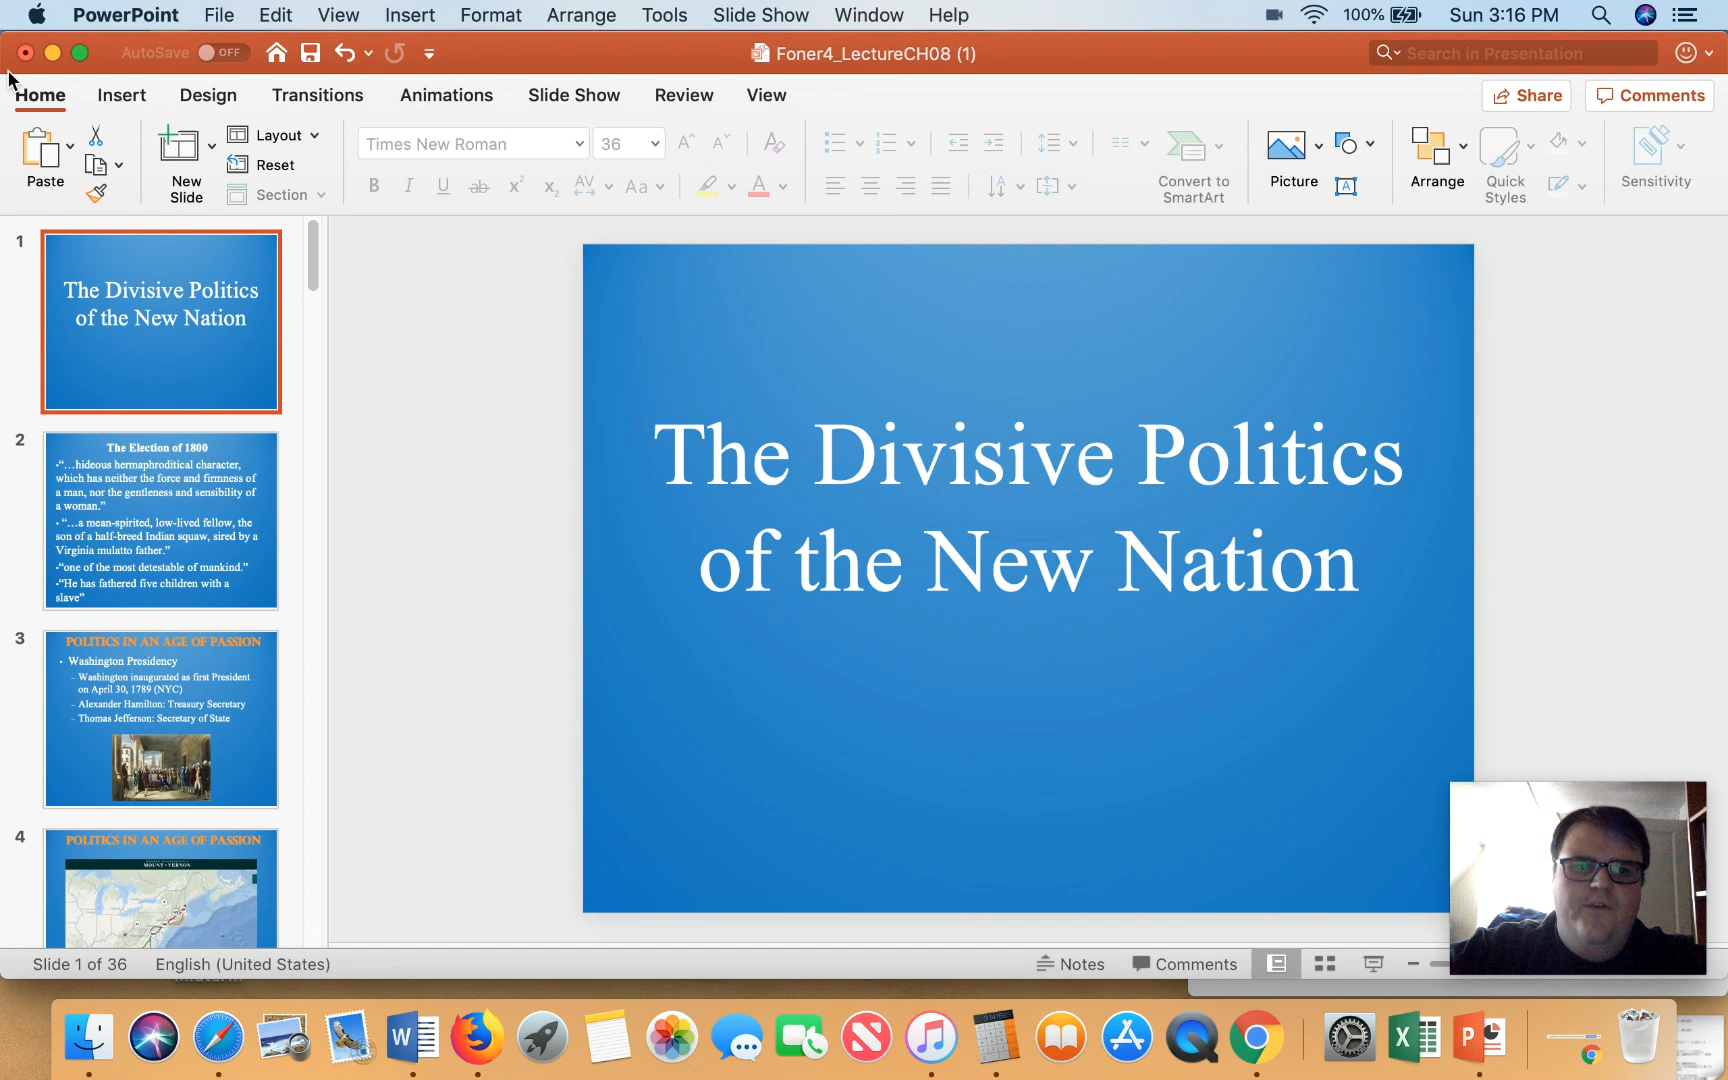 PowerPoint File Edit View Insert Format Arrange Tools Slide Show Window Help 100% Sun 3:16 PM
AutoSave OFF Foner4_LectureCH08 (1) Search in Presentation
Home Insert Design Transitions Animations Slide Show Review View Share Comments
Paste
New
Slide
Layout
Reset
Section
Times New Roman 36
Convert to
SmartArt
Picture
Arrange
Quick
Styles
Sensitivity
1
The Divisive Politics
of the New Nation
2
The Election of 1800
•“…hideous hermaphroditical character,
which has neither the force and firmness of
a man, nor the gentleness and sensibility of
a woman.”
• “…a mean-spirited, low-lived fellow, the
son of a half-breed Indian squaw, sired by a
Virginia mulatto father.”
•“one of the most detestable of mankind.”
•“He has fathered five children with a
slave”
3
POLITICS IN AN AGE OF PASSION
• Washington Presidency
– Washington inaugurated as first President
on April 30, 1789 (NYC)
– Alexander Hamilton: Treasury Secretary
– Thomas Jefferson: Secretary of State
4
POLITICS IN AN AGE OF PASSION
MOUNT VERNON
The Divisive Politics
of the New Nation
Slide 1 of 36 English (United States) Notes Comments